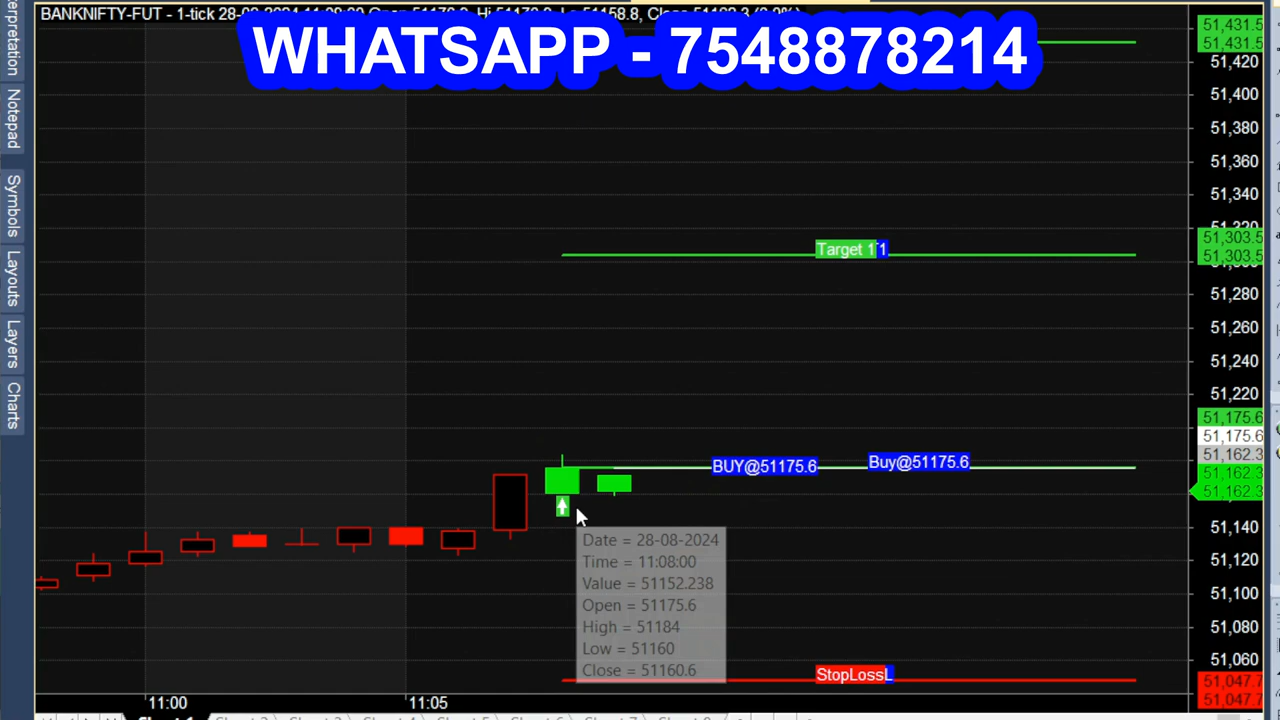 BANKNIFTY-FUT - 1-tick 28-08-2024
WHATSAPP - 7548878214
Notepad
Symbols
Layouts
Layers
Charts
51,431.5
51,431.5
51,420
51,400
51,380
51,360
51,340
51,303.5
51,303.5
51,280
51,260
51,240
51,220
51,175.6
51,175.6
51,162.3
51,162.3
51,162.3
51,140
51,120
51,100
51,080
51,060
51,047.7
51,047.7
Target 1
BUY@51175.6
Buy@51175.6
Date = 28-08-2024
Time = 11:08:00
Value = 51152.238
Open = 51175.6
High = 51184
Low = 51160
Close = 51160.6
StopLoss
11:00
11:05